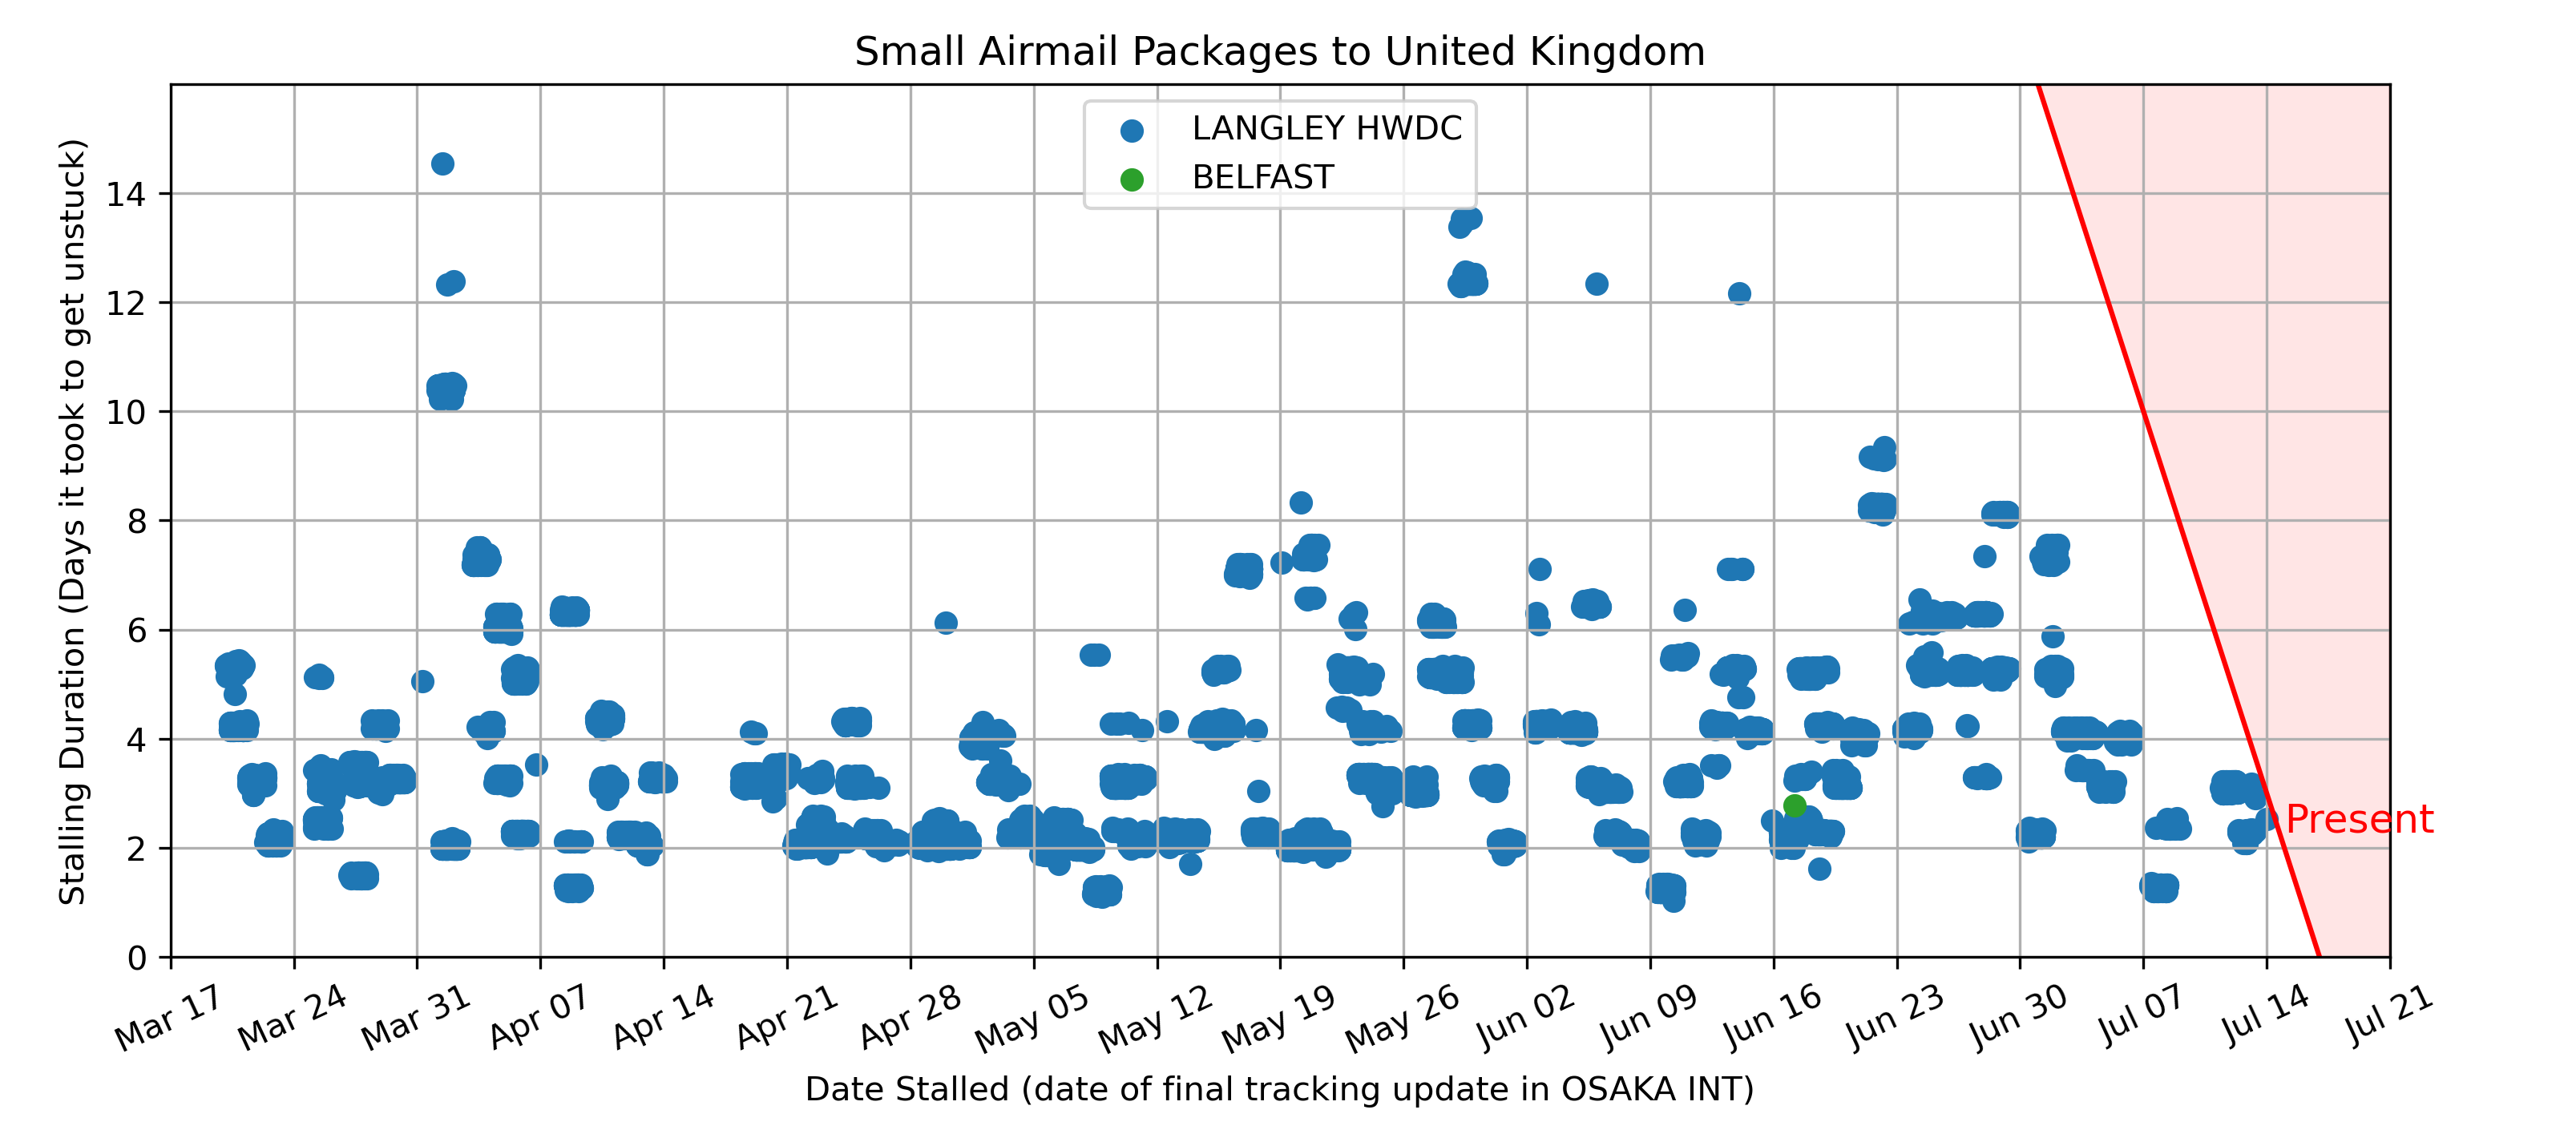 Small Airmail Packages to United Kingdom
LANGLEY HWDC
BELFAST
Stalling Duration (Days it took to get unstuck)
14
12
10
8
6
4
2
0
Present
Mar 17
Mar 24
Mar 31
Apr 07
Apr 14
Apr 21
Apr 28
May 05
May 12
May 19
May 26
Jun 02
Jun 09
Jun 16
Jun 23
Jun 30
Jul 07
Jul 14
Jul 21
Date Stalled (date of final tracking update in OSAKA INT)